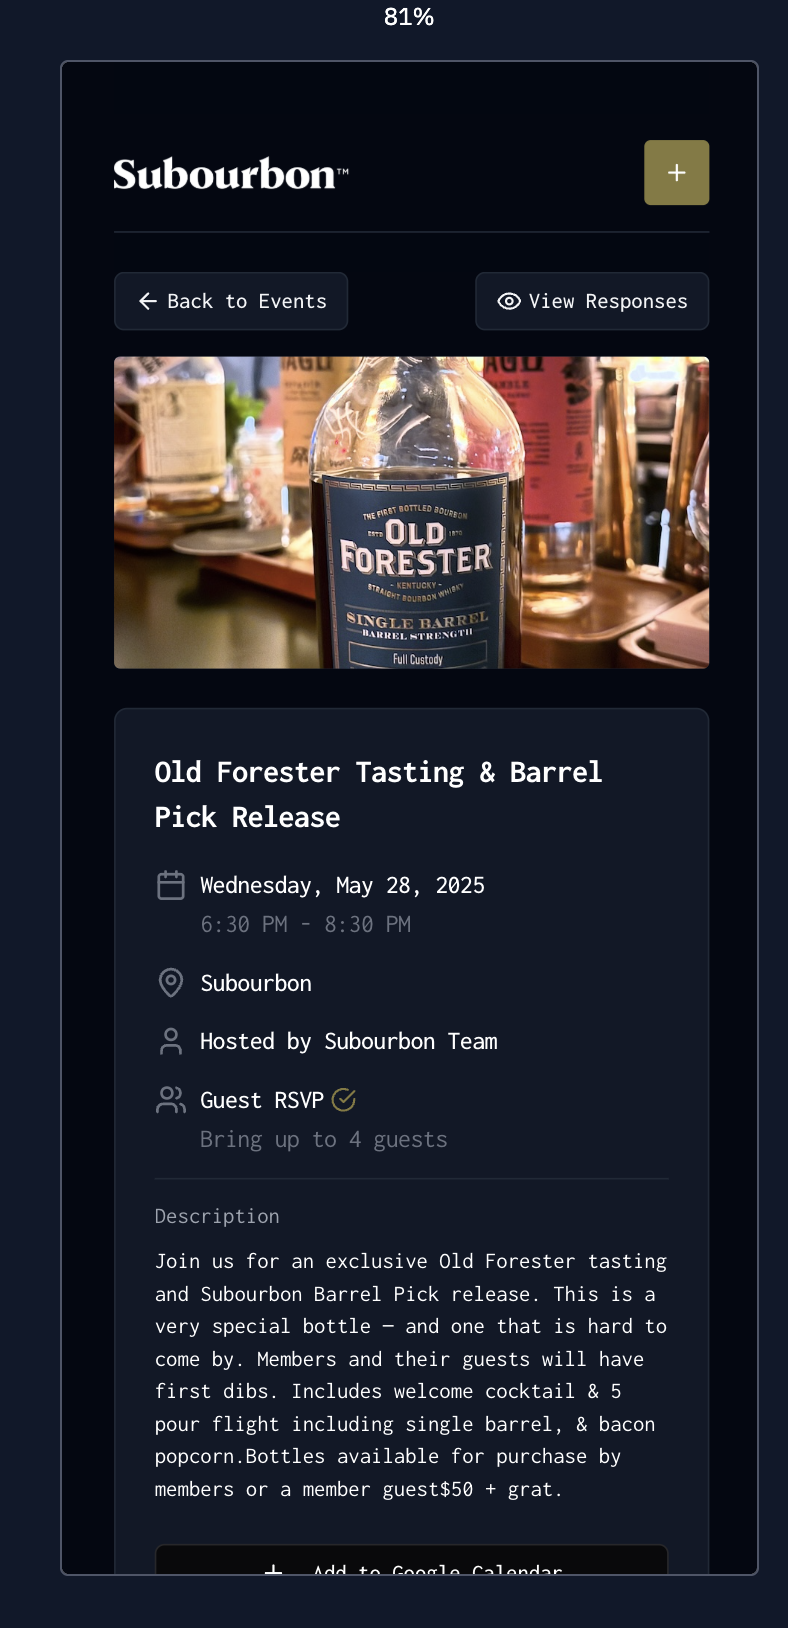 81%
Subourbon™
+
Back to Events
View Responses
THE FIRST BOTTLED BOURBON
ESTD 1870
OLD
FORESTER
- KENTUCKY -
STRAIGHT BOURBON WHISKY
SINGLE BARREL
BARREL STRENGTH
Full Custody
Old Forester Tasting & Barrel
Pick Release
Wednesday, May 28, 2025
6:30 PM - 8:30 PM
Subourbon
Hosted by Subourbon Team
Guest RSVP
Bring up to 4 guests
Description
Join us for an exclusive Old Forester tasting
and Subourbon Barrel Pick release. This is a
very special bottle — and one that is hard to
come by. Members and their guests will have
first dibs. Includes welcome cocktail & 5
pour flight including single barrel, & bacon
popcorn.Bottles available for purchase by
members or a member guest$50 + grat.
+ Add to Google Calendar